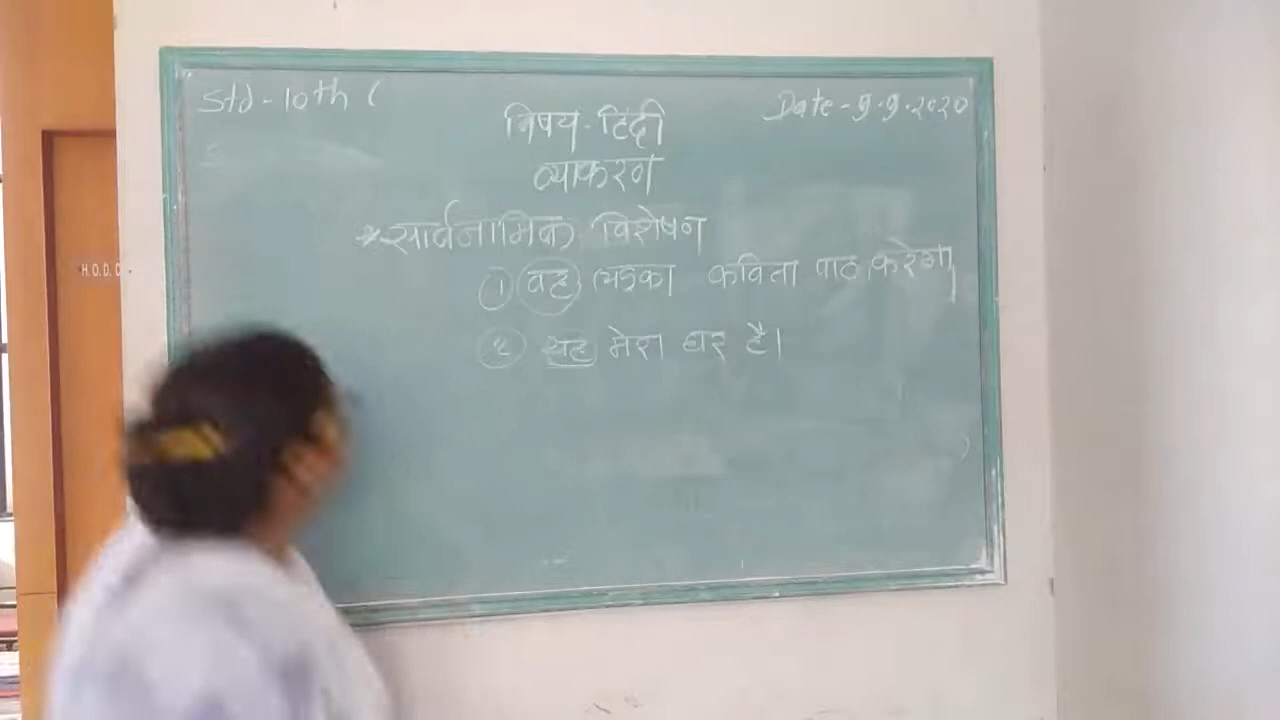 Std - 10th (
Date - 9.9.2020
विषय - हिंदी
व्याकरण
* सार्वनामिक विशेषण
① वह लड़का कविता पाठ करेगा,
② यह मेरा घर है।
H.O.D.